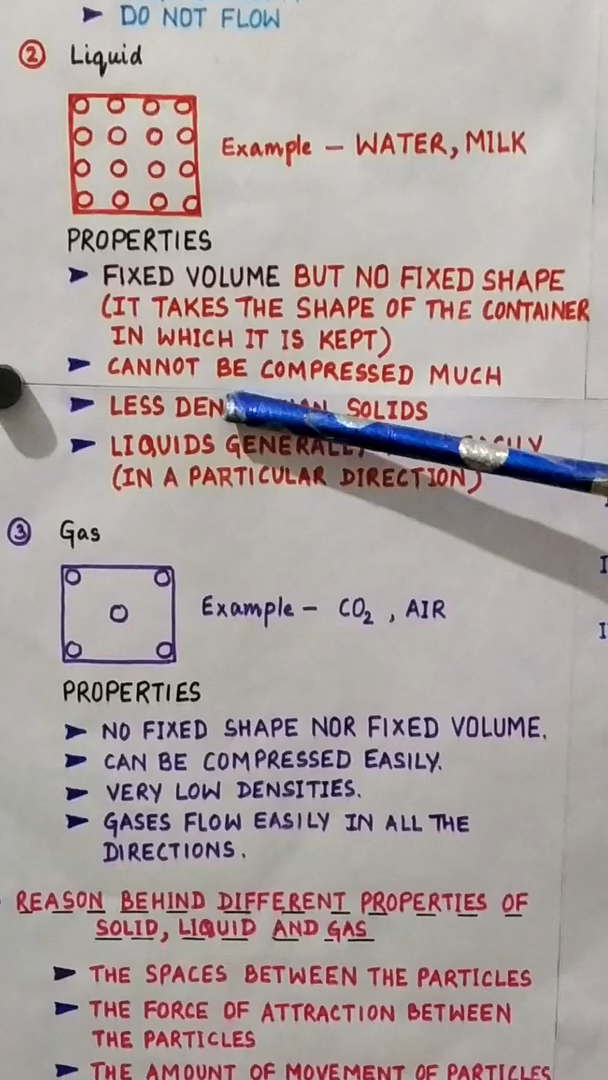 ➤ DO NOT FLOW
② Liquid
Example - WATER, MILK
PROPERTIES
➤ FIXED VOLUME BUT NO FIXED SHAPE
(IT TAKES THE SHAPE OF THE CONTAINER
IN WHICH IT IS KEPT)
➤ CANNOT BE COMPRESSED MUCH
➤ LESS SOLIDS
➤ LIQUIDS
(IN A PARTICULAR DIRECTION)
③ Gas
Example - CO₂, AIR
PROPERTIES
➤ NO FIXED SHAPE NOR FIXED VOLUME.
➤ CAN BE COMPRESSED EASILY.
➤ VERY LOW DENSITIES.
➤ GASES FLOW EASILY IN ALL THE
DIRECTIONS.
REASON BEHIND DIFFERENT PROPERTIES OF
SOLID, LIQUID AND GAS
➤ THE SPACES BETWEEN THE PARTICLES
➤ THE FORCE OF ATTRACTION BETWEEN
THE PARTICLES
➤ THE AMOUNT OF MOVEMENT OF PARTICLES